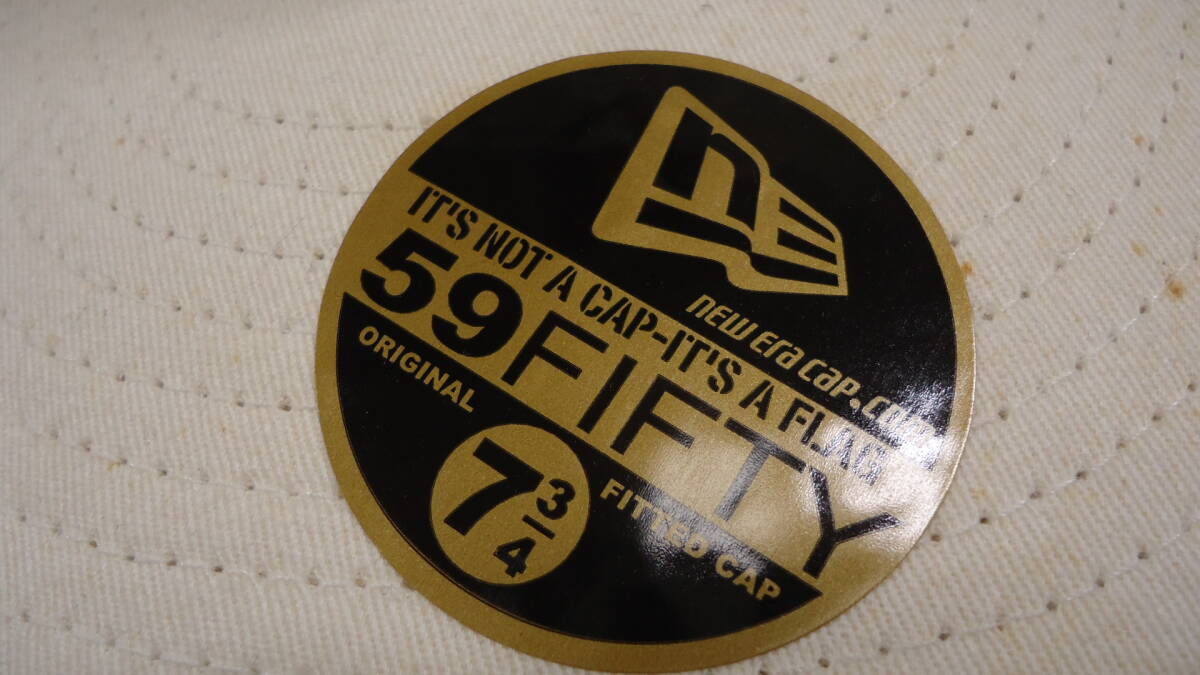 NE
new era cap.com
IT'S NOT A CAP-IT'S A FLAG
59FIFTY
ORIGINAL
FITTED CAP
7 3/4